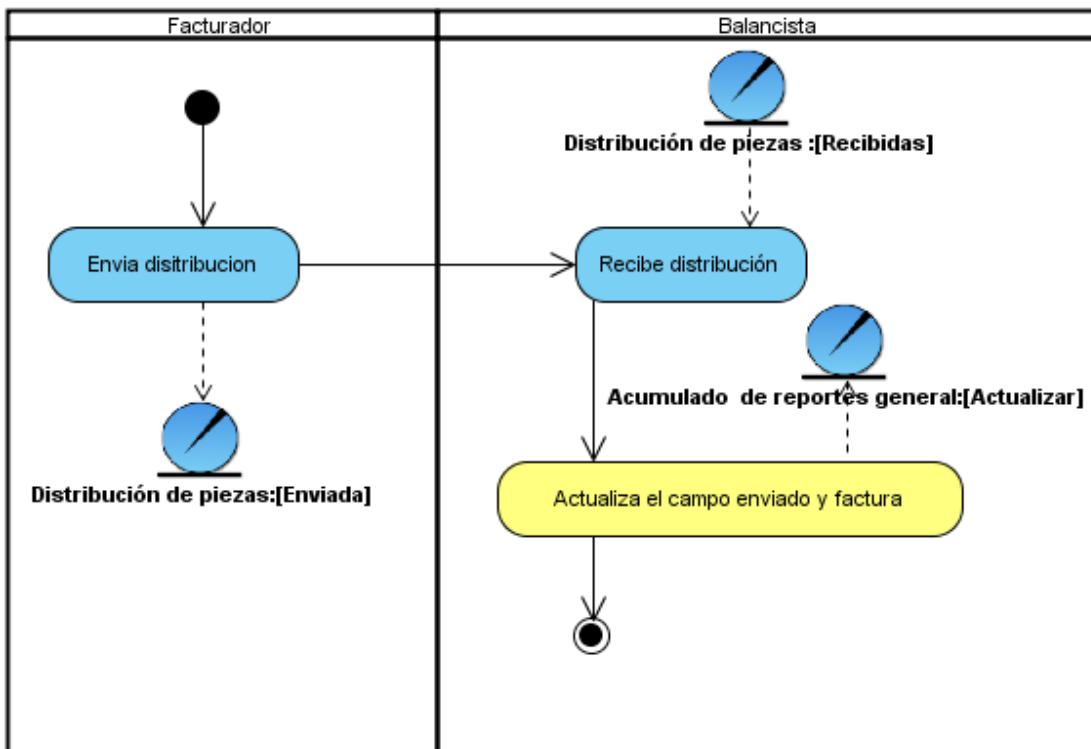 Facturador
Balancista
Distribución de piezas :[Recibidas]
Envia disitribucion
Recibe distribución
Acumulado de reportes general:[Actualizar]
Distribución de piezas:[Enviada]
Actualiza el campo enviado y factura